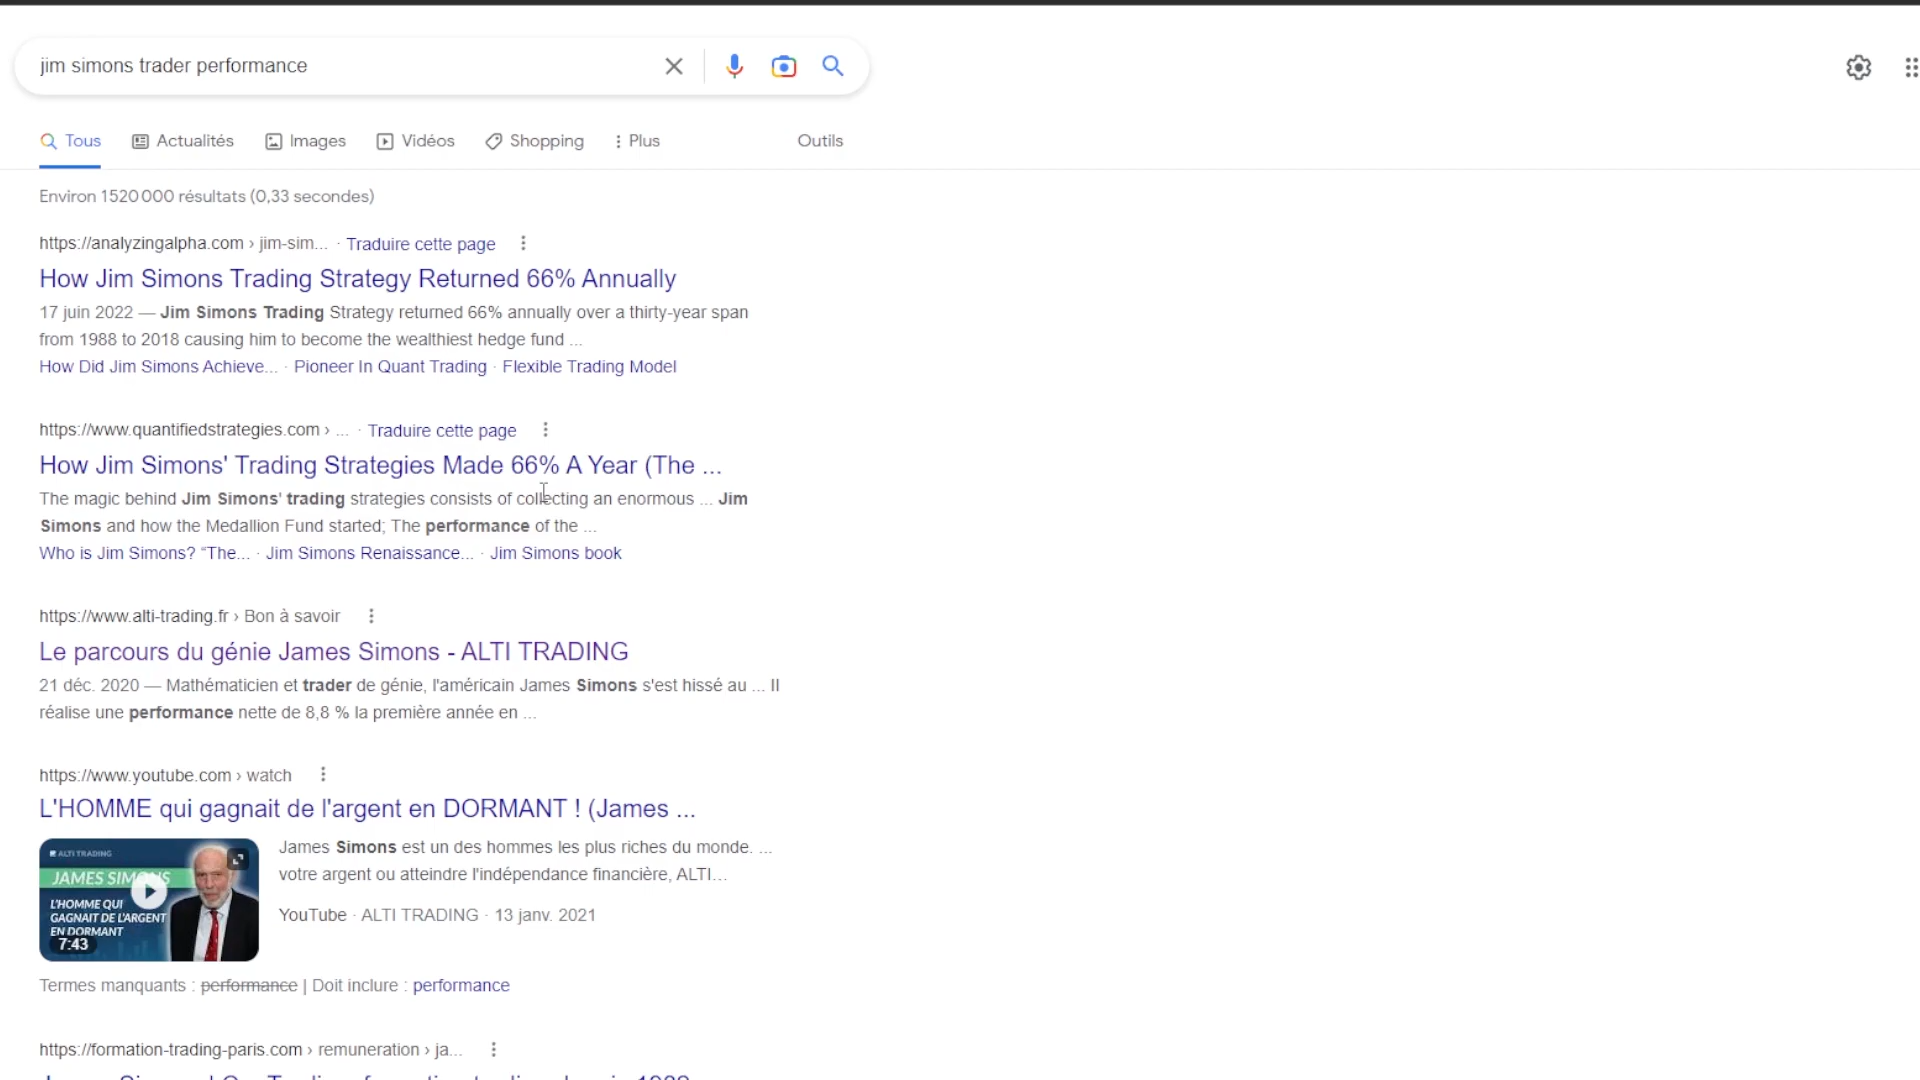 jim simons trader performance
Tous
Actualités
Images
Vidéos
Shopping
Plus
Outils
Environ 1 520 000 résultats (0,33 secondes)
https://analyzingalpha.com › jim-sim... · Traduire cette page
How Jim Simons Trading Strategy Returned 66% Annually
17 juin 2022 — Jim Simons Trading Strategy returned 66% annually over a thirty-year span
from 1988 to 2018 causing him to become the wealthiest hedge fund ...
How Did Jim Simons Achieve... · Pioneer In Quant Trading · Flexible Trading Model
https://www.quantifiedstrategies.com › ... · Traduire cette page
How Jim Simons' Trading Strategies Made 66% A Year (The ...
The magic behind Jim Simons' trading strategies consists of collecting an enormous ... Jim
Simons and how the Medallion Fund started; The performance of the ...
Who is Jim Simons? “The... · Jim Simons Renaissance... · Jim Simons book
https://www.alti-trading.fr › Bon à savoir
Le parcours du génie James Simons - ALTI TRADING
21 déc. 2020 — Mathématicien et trader de génie, l'américain James Simons s'est hissé au ... Il
réalise une performance nette de 8,8 % la première année en ...
https://www.youtube.com › watch
L'HOMME qui gagnait de l'argent en DORMANT ! (James ...
ALTI TRADING
JAMES SIMONS
L'HOMME QUI
GAGNAIT DE L'ARGENT
EN DORMANT
7:43
James Simons est un des hommes les plus riches du monde. ...
votre argent ou atteindre l'indépendance financière, ALTI...
YouTube · ALTI TRADING · 13 janv. 2021
Termes manquants : performance | Doit inclure : performance
https://formation-trading-paris.com › remuneration › ja...